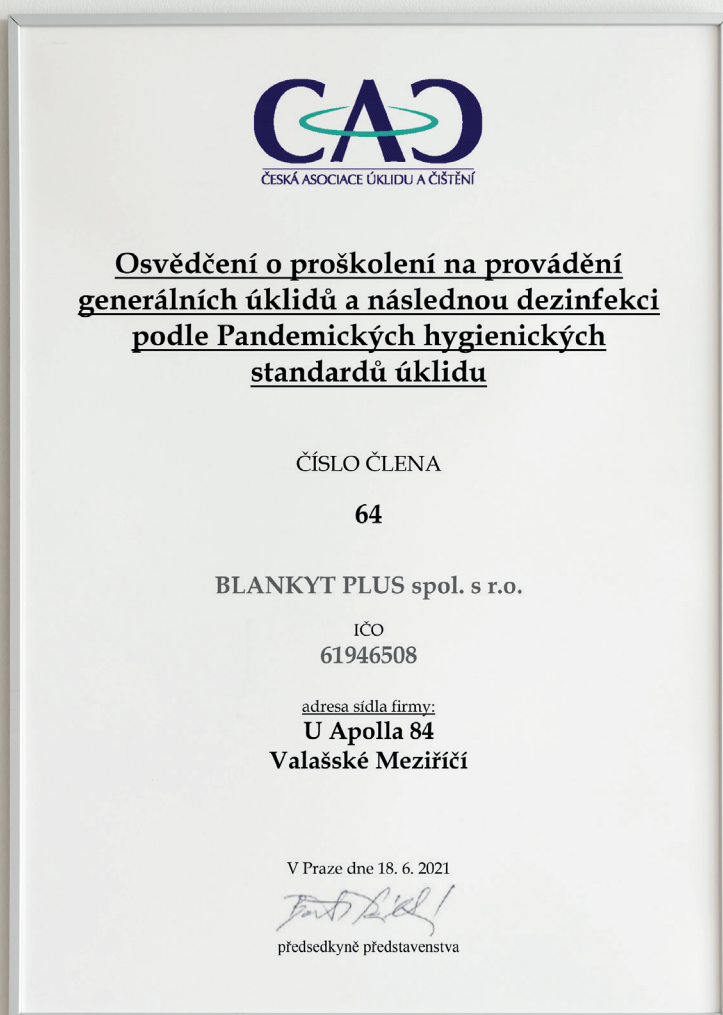 CAC
ČESKÁ ASOCIACE ÚKLIDU A ČIŠTĚNÍ
Osvědčení o proškolení na provádění
generálních úklidů a následnou dezinfekci
podle Pandemických hygienických
standardů úklidu
ČÍSLO ČLENA
64
BLANKYT PLUS spol. s r.o.
IČO
61946508
adresa sídla firmy:
U Apolla 84
Valašské Meziříčí
V Praze dne 18. 6. 2021
předsedkyně představenstva